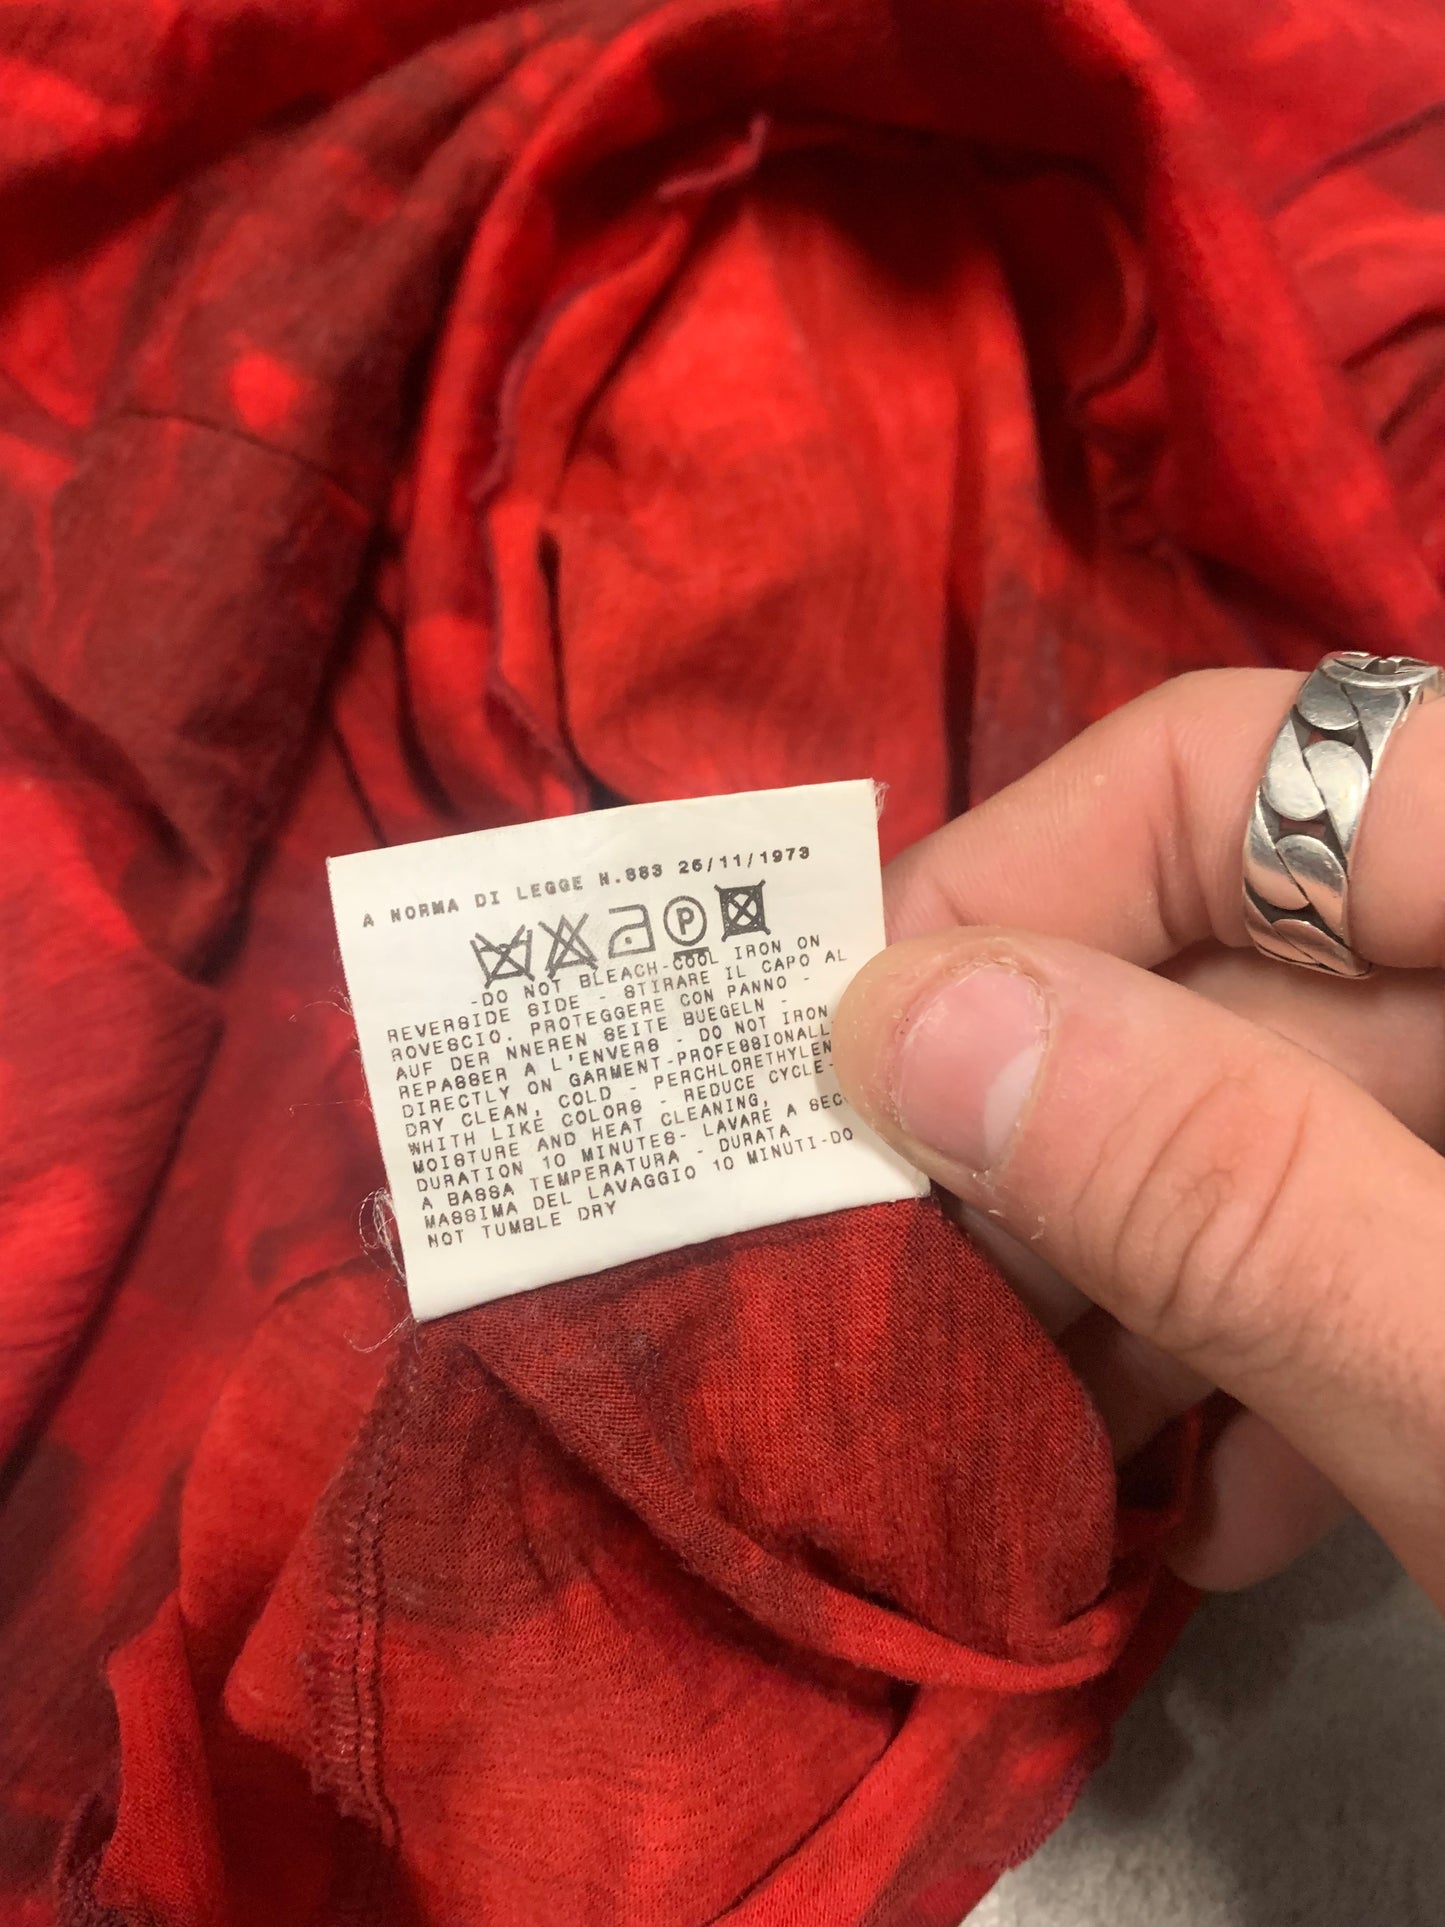 A NORMA DI LEGGE N.883 26/11/1973
P
-DO NOT BLEACH-COOL IRON ON
REVERSIDE SIDE - STIRARE IL CAPO AL
ROVESCIO. PROTEGGERE CON PANNO -
AUF DER NNEREN SEITE BUEGELN -
REPASSER A L'ENVERS - DO NOT IRON
DIRECTLY ON GARMENT-PROFESSIONALL
DRY CLEAN, COLD - PERCHLORETHYLEN
WHITH LIKE COLORS - REDUCE CYCLE-
MOISTURE AND HEAT CLEANING,
DURATION 10 MINUTES- LAVARE A SEC
A BASSA TEMPERATURA - DURATA
MASSIMA DEL LAVAGGIO 10 MINUTI-DO
NOT TUMBLE DRY